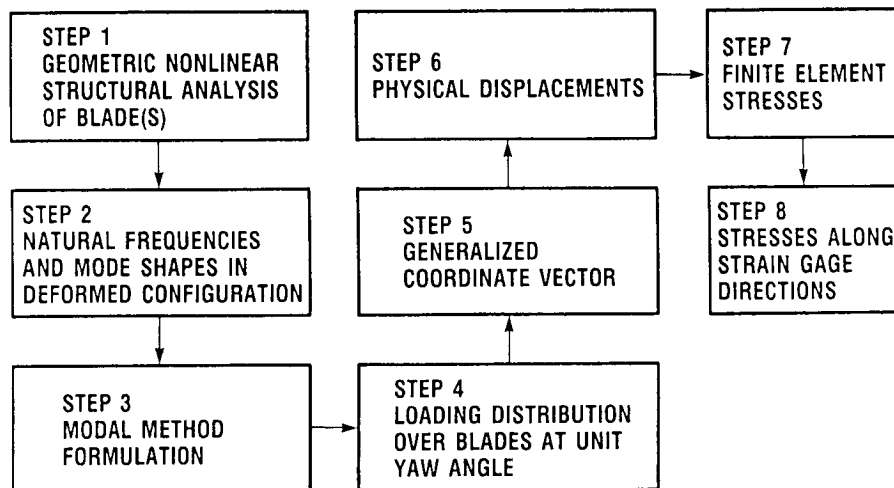 STEP 1
GEOMETRIC NONLINEAR
STRUCTURAL ANALYSIS
OF BLADE(S)
STEP 2
NATURAL FREQUENCIES
AND MODE SHAPES IN
DEFORMED CONFIGURATION
STEP 3
MODAL METHOD
FORMULATION
STEP 4
LOADING DISTRIBUTION
OVER BLADES AT UNIT
YAW ANGLE
STEP 5
GENERALIZED
COORDINATE VECTOR
STEP 6
PHYSICAL DISPLACEMENTS
STEP 7
FINITE ELEMENT
STRESSES
STEP 8
STRESSES ALONG
STRAIN GAGE
DIRECTIONS